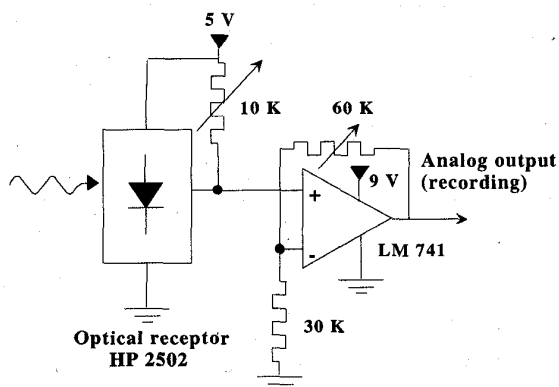 5 V
10 K
60 K
Analog output
(recording)
9 V
+
-
LM 741
30 K
Optical receptor
HP 2502